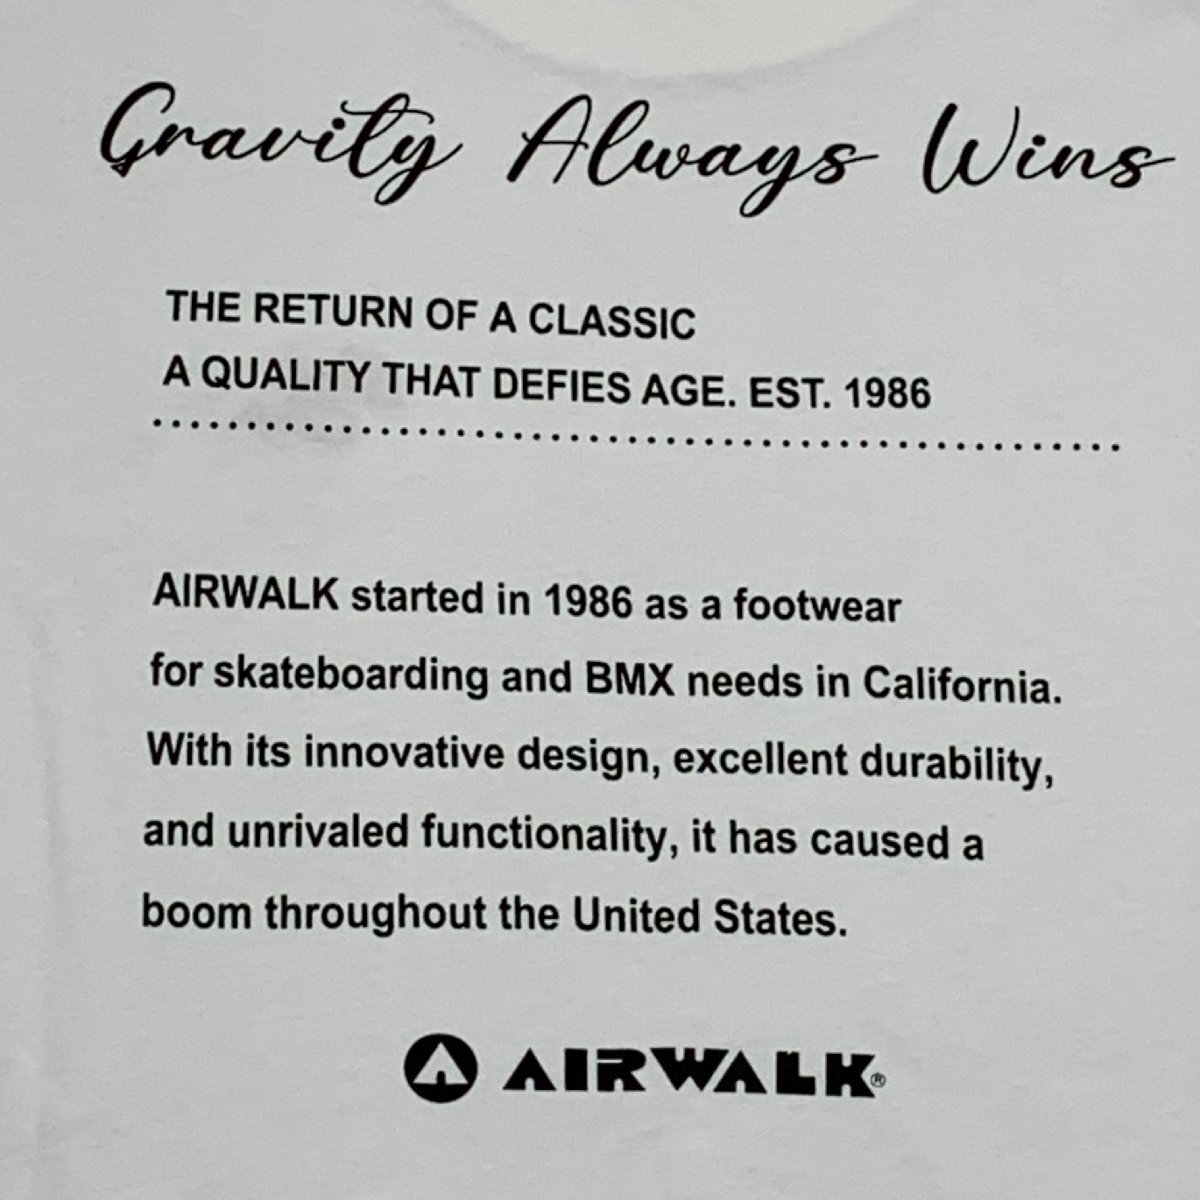 Gravity Always Wins
THE RETURN OF A CLASSIC
A QUALITY THAT DEFIES AGE. EST. 1986
AIRWALK started in 1986 as a footwear
for skateboarding and BMX needs in California.
With its innovative design, excellent durability,
and unrivaled functionality, it has caused a
boom throughout the United States.
AIRWALK®